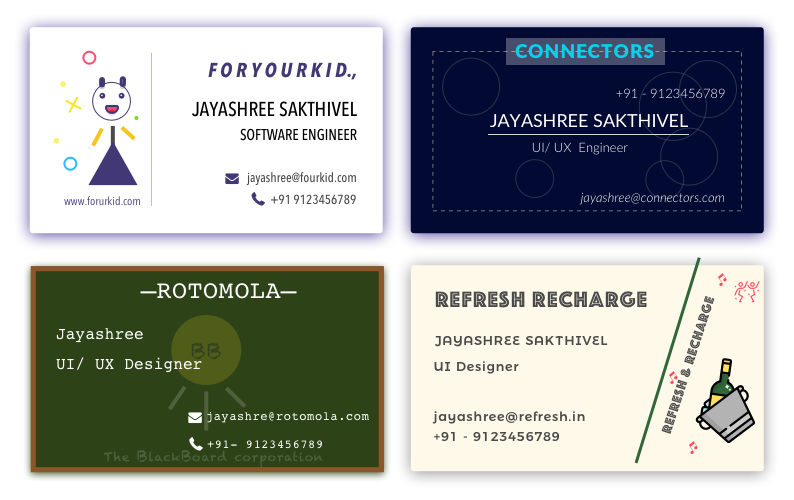 FORYOURKID.,
JAYASHREE SAKTHIVEL
SOFTWARE ENGINEER
jayashree@fourkid.com
+91 9123456789
www.forurkid.com
CONNECTORS
+91 - 9123456789
JAYASHREE SAKTHIVEL
UI/ UX Engineer
jayashree@connectors.com
—ROTOMOLA—
Jayashree
BB
UI/ UX Designer
jayashre@rotomola.com
+91- 9123456789
The BlackBoard corporation
REFRESH RECHARGE
JAYASHREE SAKTHIVEL
UI Designer
jayashree@refresh.in
+91 - 9123456789
REFRESH & RECHARGE